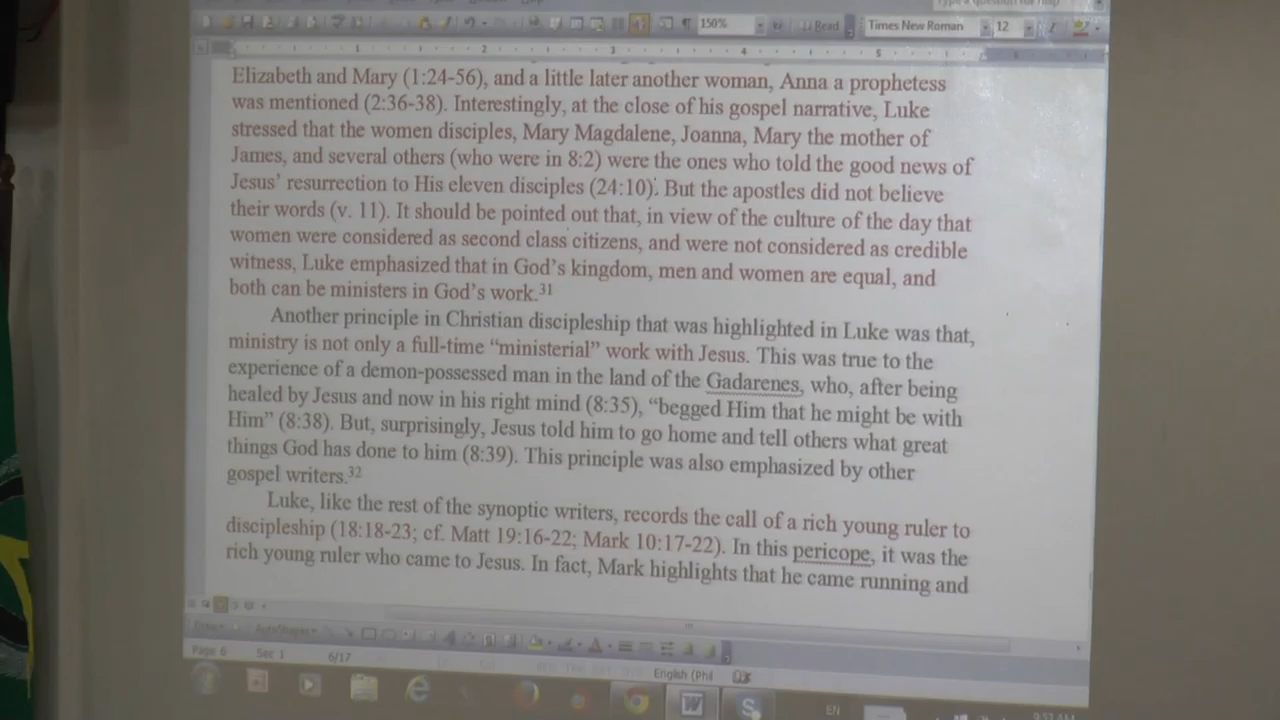 150%
Read
Times New Roman
12
1
2
3
4
5
Elizabeth and Mary (1:24-56), and a little later another woman, Anna a prophetess
was mentioned (2:36-38). Interestingly, at the close of his gospel narrative, Luke
stressed that the women disciples, Mary Magdalene, Joanna, Mary the mother of
James, and several others (who were in 8:2) were the ones who told the good news of
Jesus’ resurrection to His eleven disciples (24:10). But the apostles did not believe
their words (v. 11). It should be pointed out that, in view of the culture of the day that
women were considered as second class citizens, and were not considered as credible
witness, Luke emphasized that in God’s kingdom, men and women are equal, and
both can be ministers in God’s work.31
Another principle in Christian discipleship that was highlighted in Luke was that,
ministry is not only a full-time “ministerial” work with Jesus. This was true to the
experience of a demon-possessed man in the land of the Gadarenes, who, after being
healed by Jesus and now in his right mind (8:35), “begged Him that he might be with
Him” (8:38). But, surprisingly, Jesus told him to go home and tell others what great
things God has done to him (8:39). This principle was also emphasized by other
gospel writers.32
Luke, like the rest of the synoptic writers, records the call of a rich young ruler to
discipleship (18:18-23; cf. Matt 19:16-22; Mark 10:17-22). In this pericope, it was the
rich young ruler who came to Jesus. In fact, Mark highlights that he came running and
AutoShapes
Page 6 Sec 1 6/17
English (Phil
EN